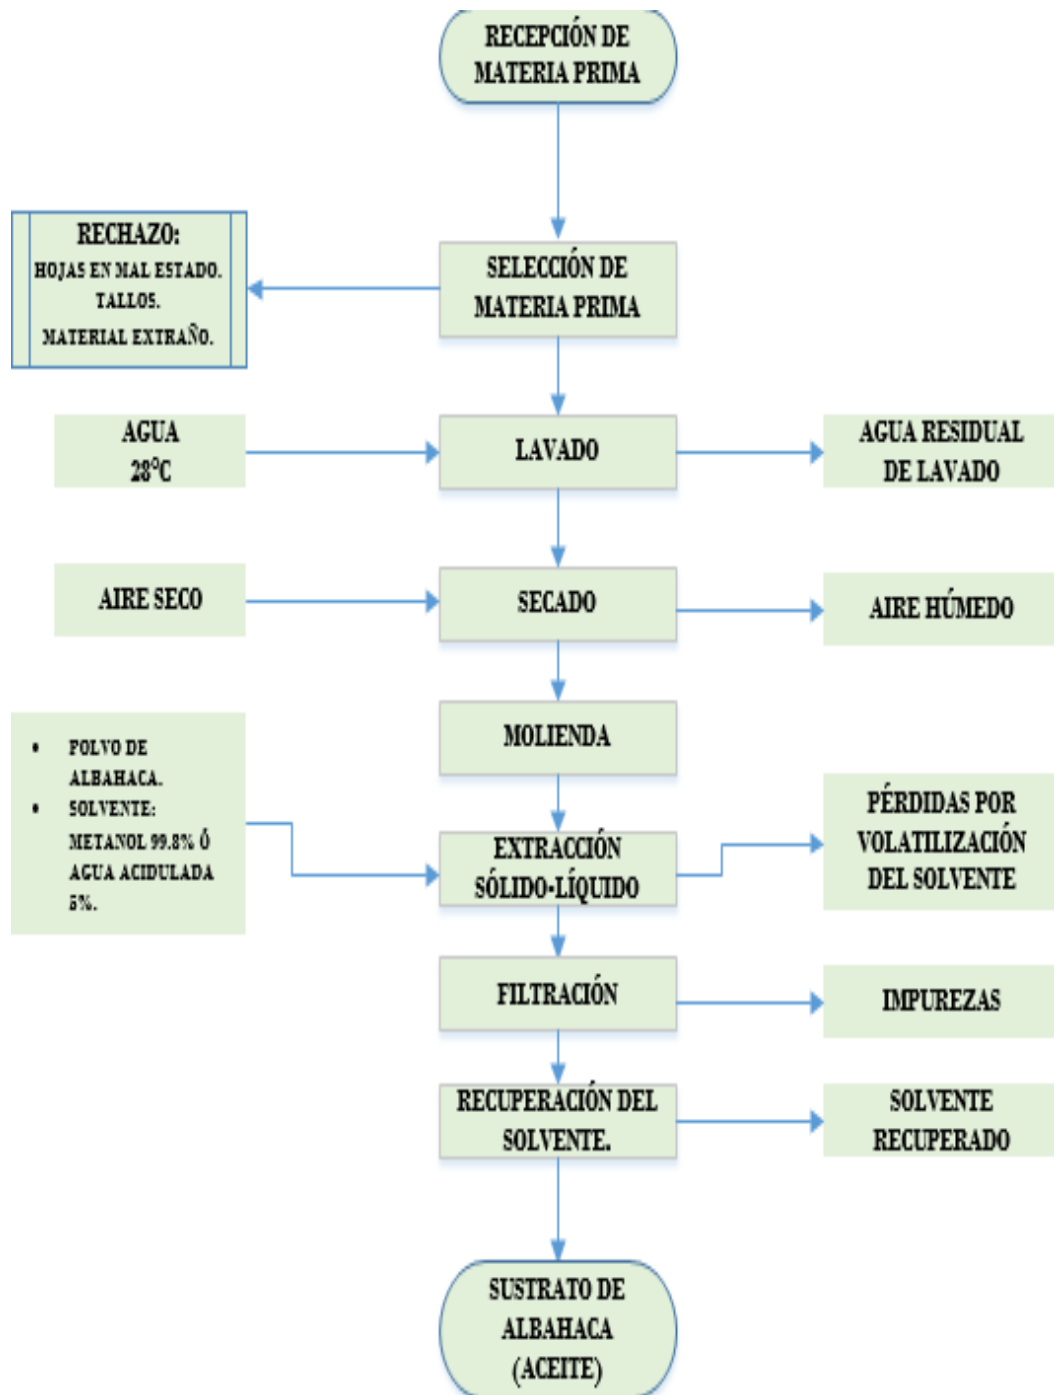 RECEPCIÓN DE
MATERIA PRIMA
RECHAZO:
HOJAS EN MAL ESTADO.
TALLOS.
MATERIAL EXTRAÑO.
SELECCIÓN DE
MATERIA PRIMA
AGUA
28°C
LAVADO
AGUA RESIDUAL
DE LAVADO
AIRE SECO
SECADO
AIRE HÚMEDO
MOLIENDA
• POLVO DE
ALBAHACA.
• SOLVENTE:
METANOL 99.8% Ó
AGUA ACIDULADA
5%.
EXTRACCIÓN
SÓLIDO-LÍQUIDO
PÉRDIDAS POR
VOLATILIZACIÓN
DEL SOLVENTE
FILTRACIÓN
IMPUREZAS
RECUPERACIÓN DEL
SOLVENTE.
SOLVENTE
RECUPERADO
SUSTRATO DE
ALBAHACA
(ACEITE)